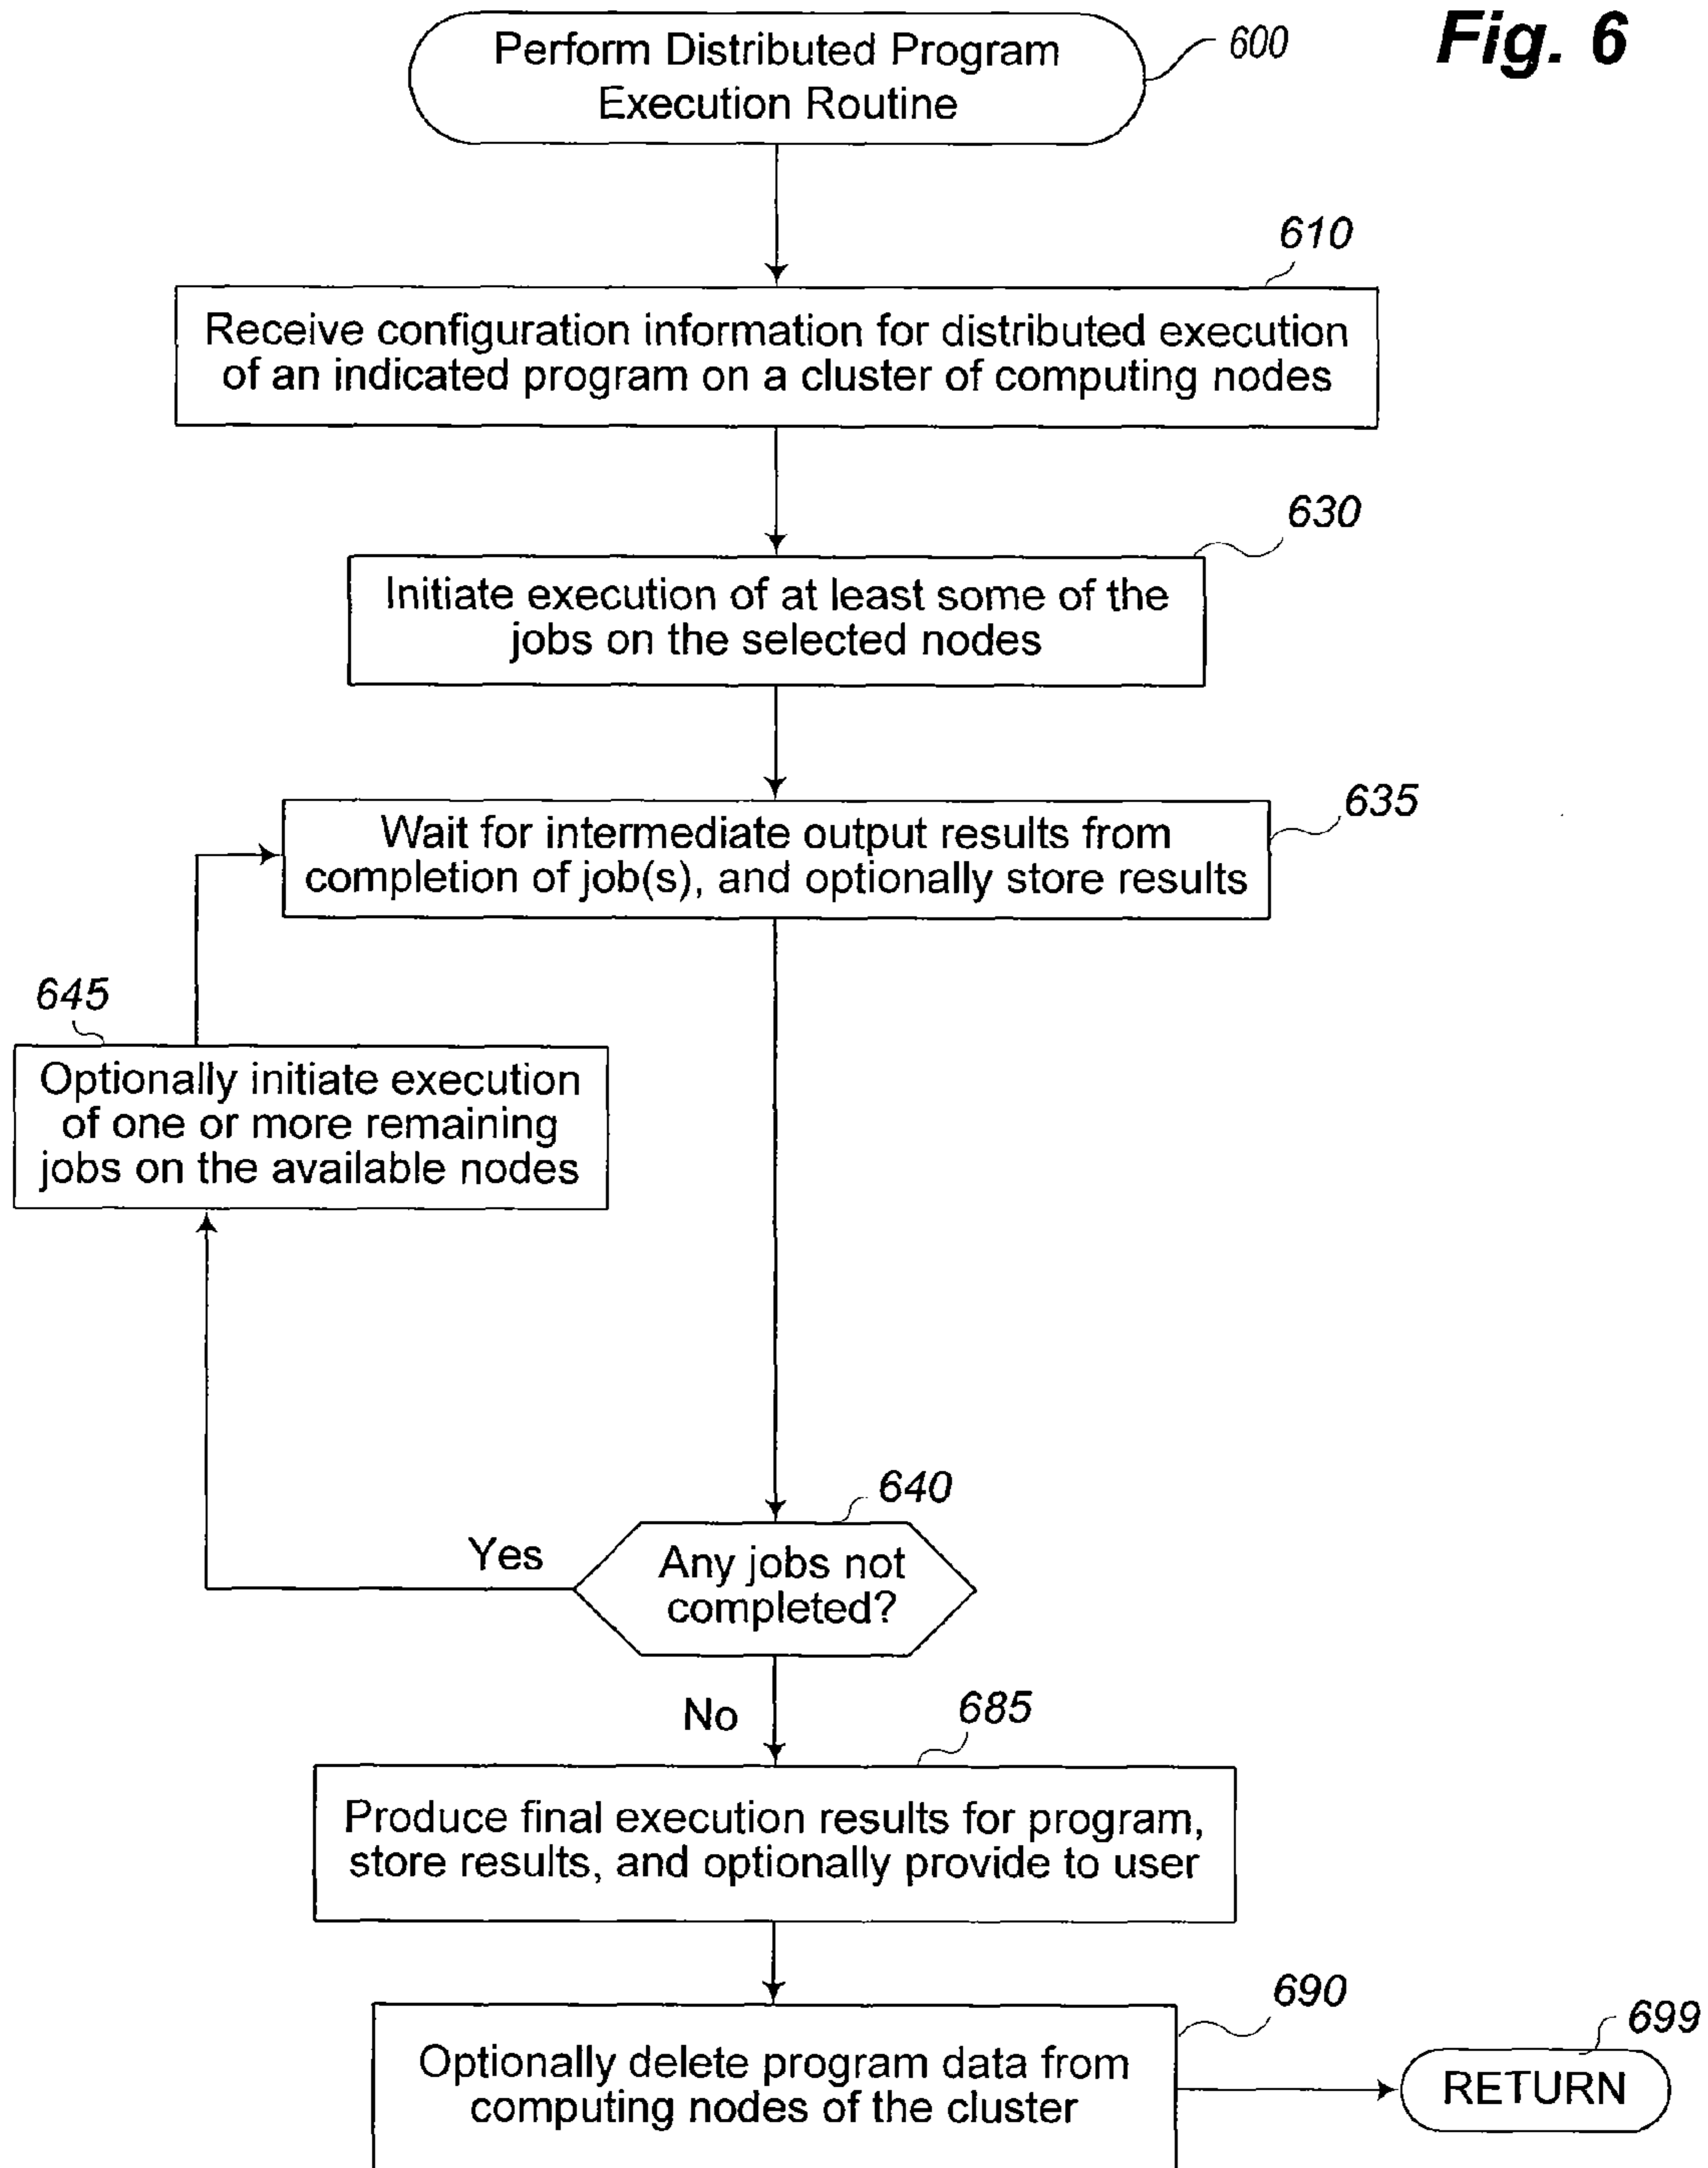 Fig. 6
Perform Distributed Program
Execution Routine
600
610
Receive configuration information for distributed execution
of an indicated program on a cluster of computing nodes
630
Initiate execution of at least some of the
jobs on the selected nodes
635
Wait for intermediate output results from
completion of job(s), and optionally store results
645
Optionally initiate execution
of one or more remaining
jobs on the available nodes
640
Yes
Any jobs not
completed?
No
685
Produce final execution results for program,
store results, and optionally provide to user
690
Optionally delete program data from
computing nodes of the cluster
699
RETURN